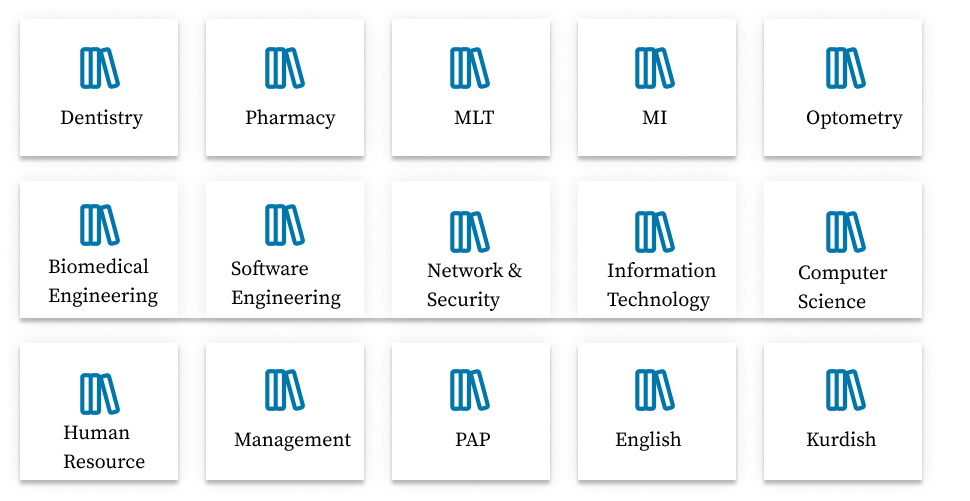 Dentistry
Pharmacy
MLT
MI
Optometry
Biomedical
Engineering
Software
Engineering
Network &
Security
Information
Technology
Computer
Science
Human
Resource
Management
PAP
English
Kurdish